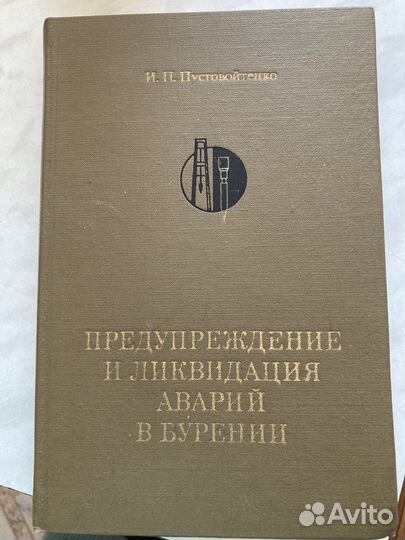 И. П. Пустовойтенко
ПРЕДУПРЕЖДЕНИЕ
И ЛИКВИДАЦИЯ
АВАРИЙ
В БУРЕНИИ
Avito